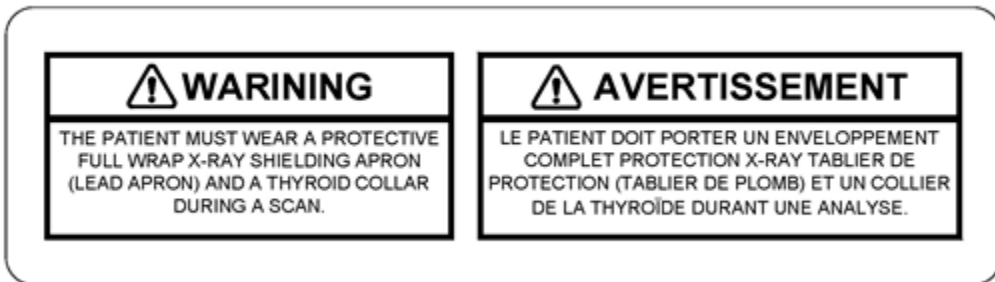 WARINING
THE PATIENT MUST WEAR A PROTECTIVE
FULL WRAP X-RAY SHIELDING APRON
(LEAD APRON) AND A THYROID COLLAR
DURING A SCAN.
AVERTISSEMENT
LE PATIENT DOIT PORTER UN ENVELOPPEMENT
COMPLET PROTECTION X-RAY TABLIER DE
PROTECTION (TABLIER DE PLOMB) ET UN COLLIER
DE LA THYROÏDE DURANT UNE ANALYSE.